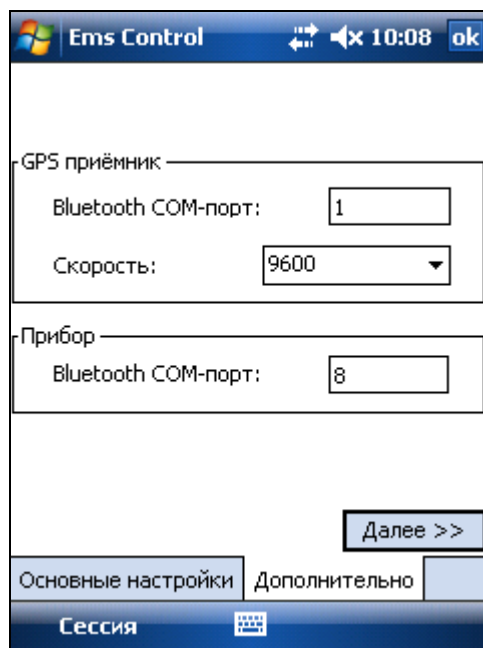 Ems Control 10:08 ok
GPS приёмник
Bluetooth COM-порт: 1
Скорость: 9600
Прибор
Bluetooth COM-порт: 8
Далее >>
Основные настройки Дополнительно
Сессия